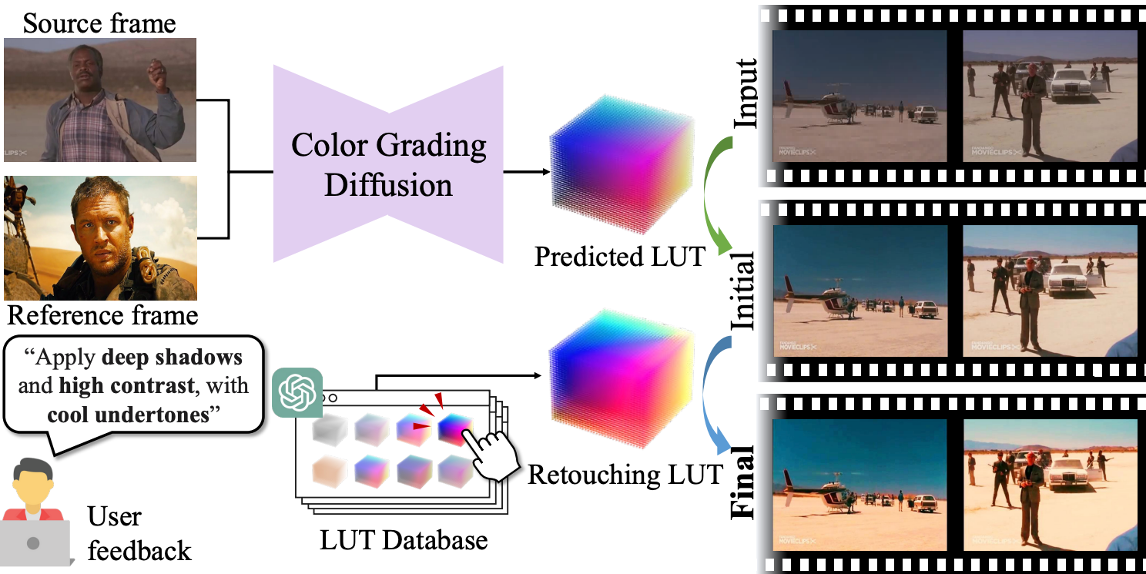 Source frame
CLIPS
Reference frame
Color Grading
Diffusion
Predicted LUT
Input
MOVIECLIPS
MOVIECLIPS
Initial
MOVIECLIPS
MOVIECLIPS
“Apply deep shadows
and high contrast, with
cool undertones”
User
feedback
LUT Database
Retouching LUT
Final
MOVIECLIPS
MOVIECLIPS